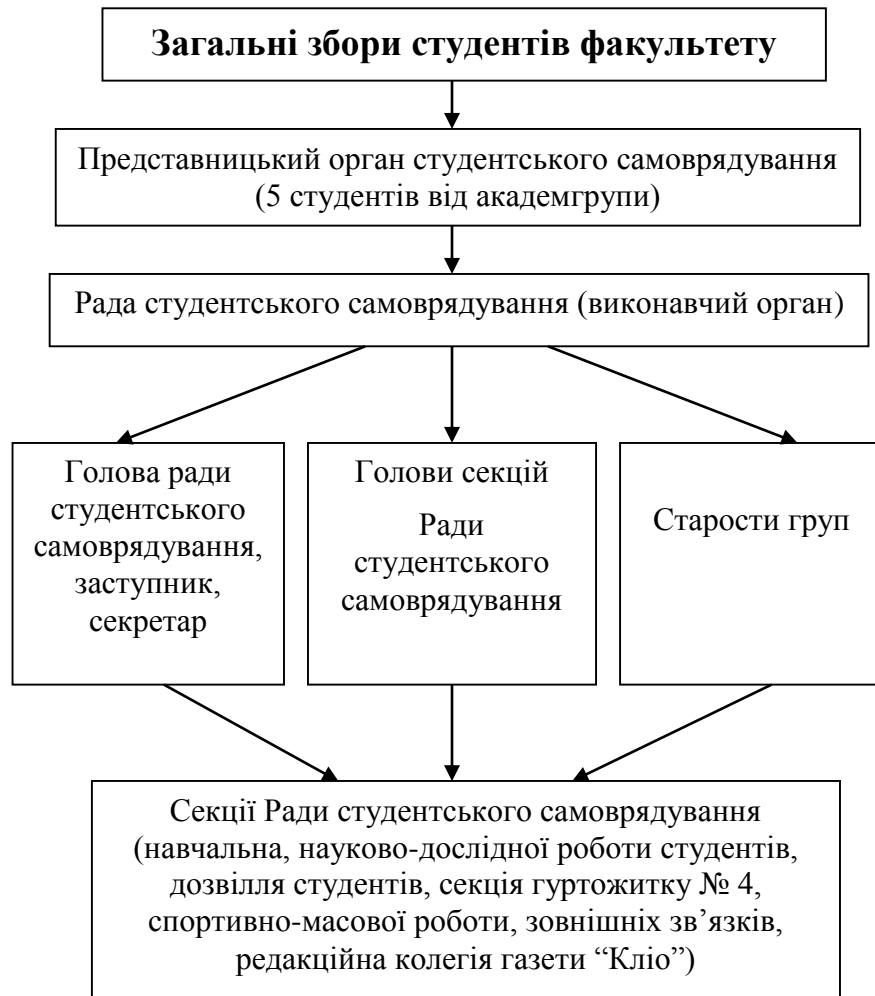 Загальні збори студентів факультету
Представницький орган студентського самоврядування
(5 студентів від академгрупи)
Рада студентського самоврядування (виконавчий орган)
Голова ради
студентського
самоврядування,
заступник,
секретар
Голови секцій
Ради
студентського
самоврядування
Старости груп
Секції Ради студентського самоврядування
(навчальна, науково-дослідної роботи студентів,
дозвілля студентів, секція гуртожитку № 4,
спортивно-масової роботи, зовнішніх зв’язків,
редакційна колегія газети “Кліо”)